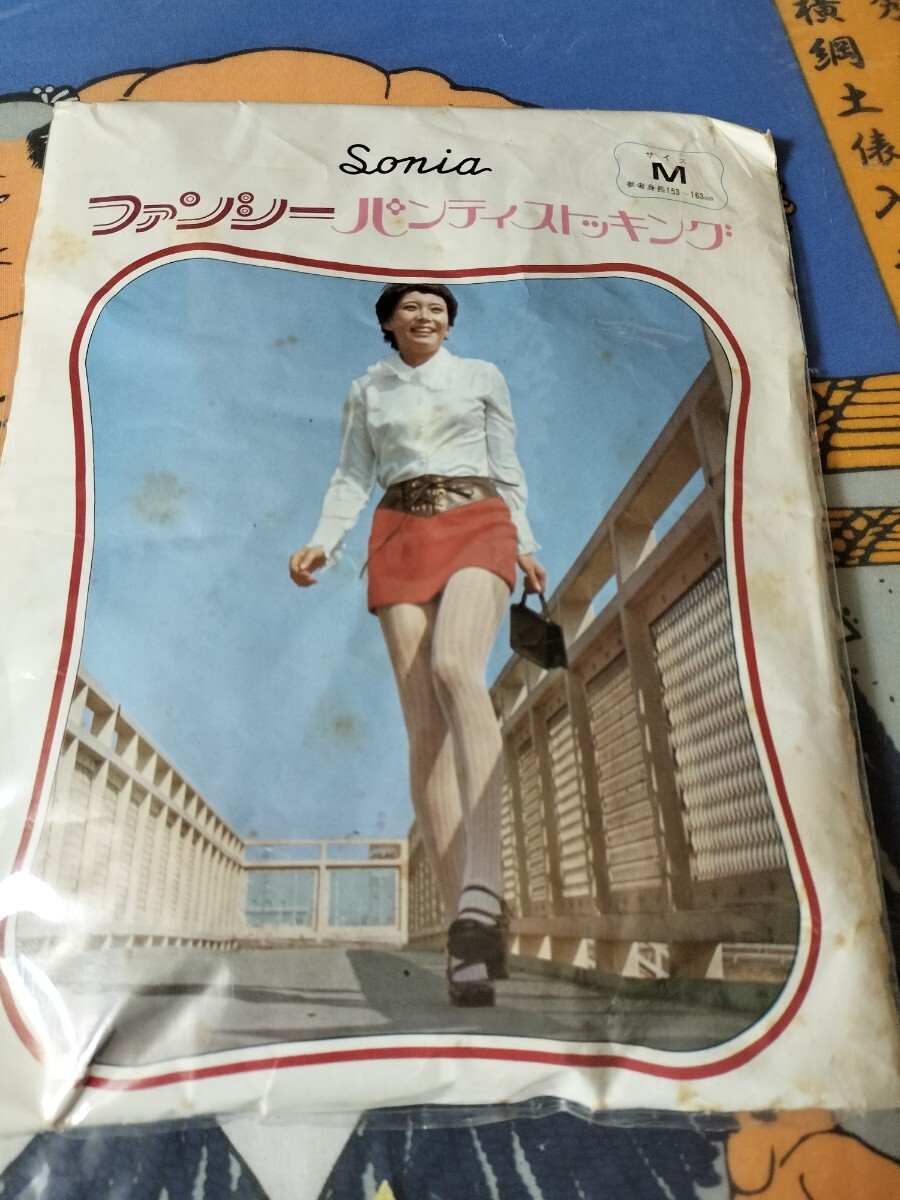 Sonia
サイズ
M
参考身長153~163cm
ファンシーパンティストッキング
横綱土俵入